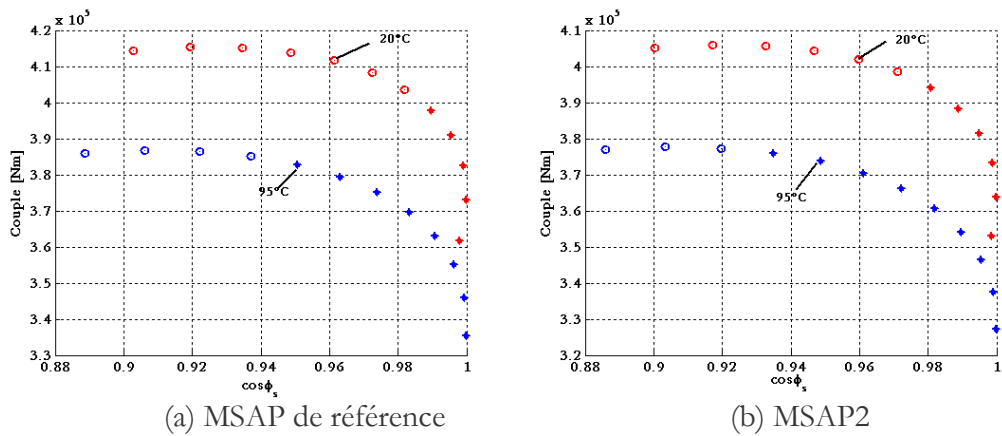 x 10⁵
4.2
4.1
4
3.9
3.8
3.7
3.6
3.5
3.4
3.3
Couple [Nm]
20°C
95°C
0.88 0.9 0.92 0.94 0.96 0.98 1
cosϕs
(a) MSAP de référence
x 10⁵
4.2
4.1
4
3.9
3.8
3.7
3.6
3.5
3.4
3.3
Couple [Nm]
20°C
95°C
0.88 0.9 0.92 0.94 0.96 0.98 1
cosϕs
(b) MSAP2